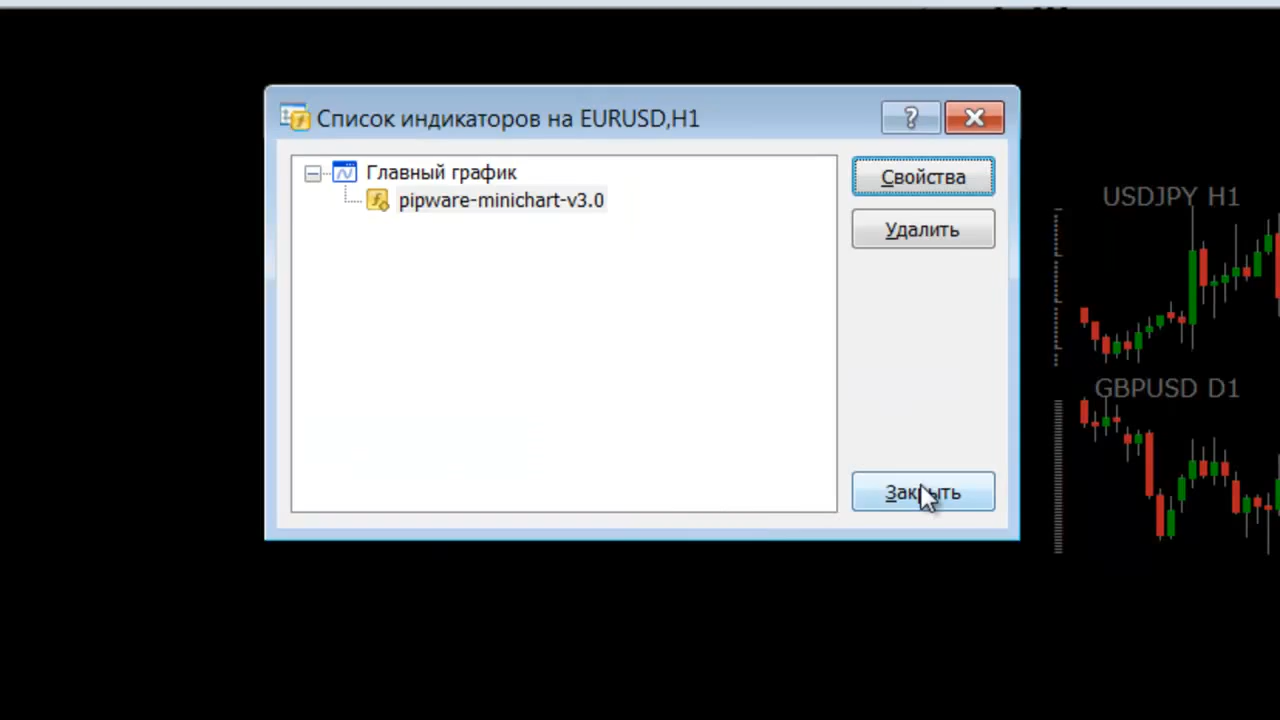 Список индикаторов на EURUSD,H1
?
Главный график
pipware-minichart-v3.0
Свойства
Удалить
Закрыть
USDJPY H1
GBPUSD D1